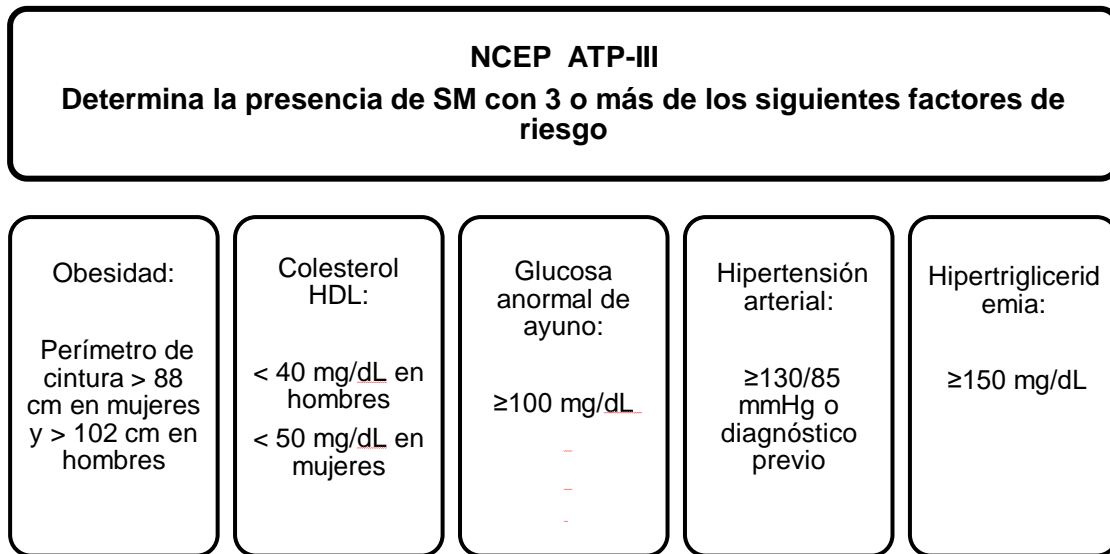 NCEP ATP-III
Determina la presencia de SM con 3 o más de los siguientes factores de
riesgo
Obesidad:
Perímetro de
cintura > 88
cm en mujeres
y > 102 cm en
hombres
Colesterol
HDL:
< 40 mg/dL en
hombres
< 50 mg/dL en
mujeres
Glucosa
anormal de
ayuno:
≥100 mg/dL
Hipertensión
arterial:
≥130/85
mmHg o
diagnóstico
previo
Hipertriglicerid
emia:
≥150 mg/dL